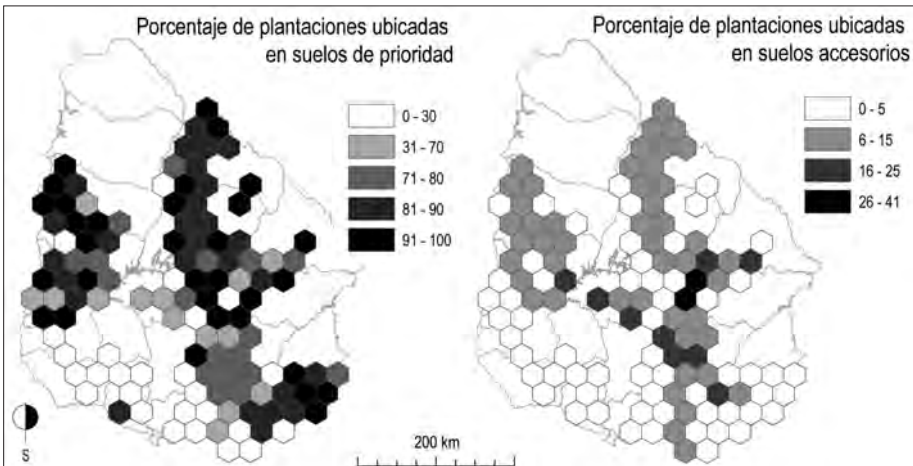 Porcentaje de plantaciones ubicadas
en suelos de prioridad
0 - 30
31 - 70
71 - 80
81 - 90
91 - 100
S
Porcentaje de plantaciones ubicadas
en suelos accesorios
0 - 5
6 - 15
16 - 25
26 - 41
200 km